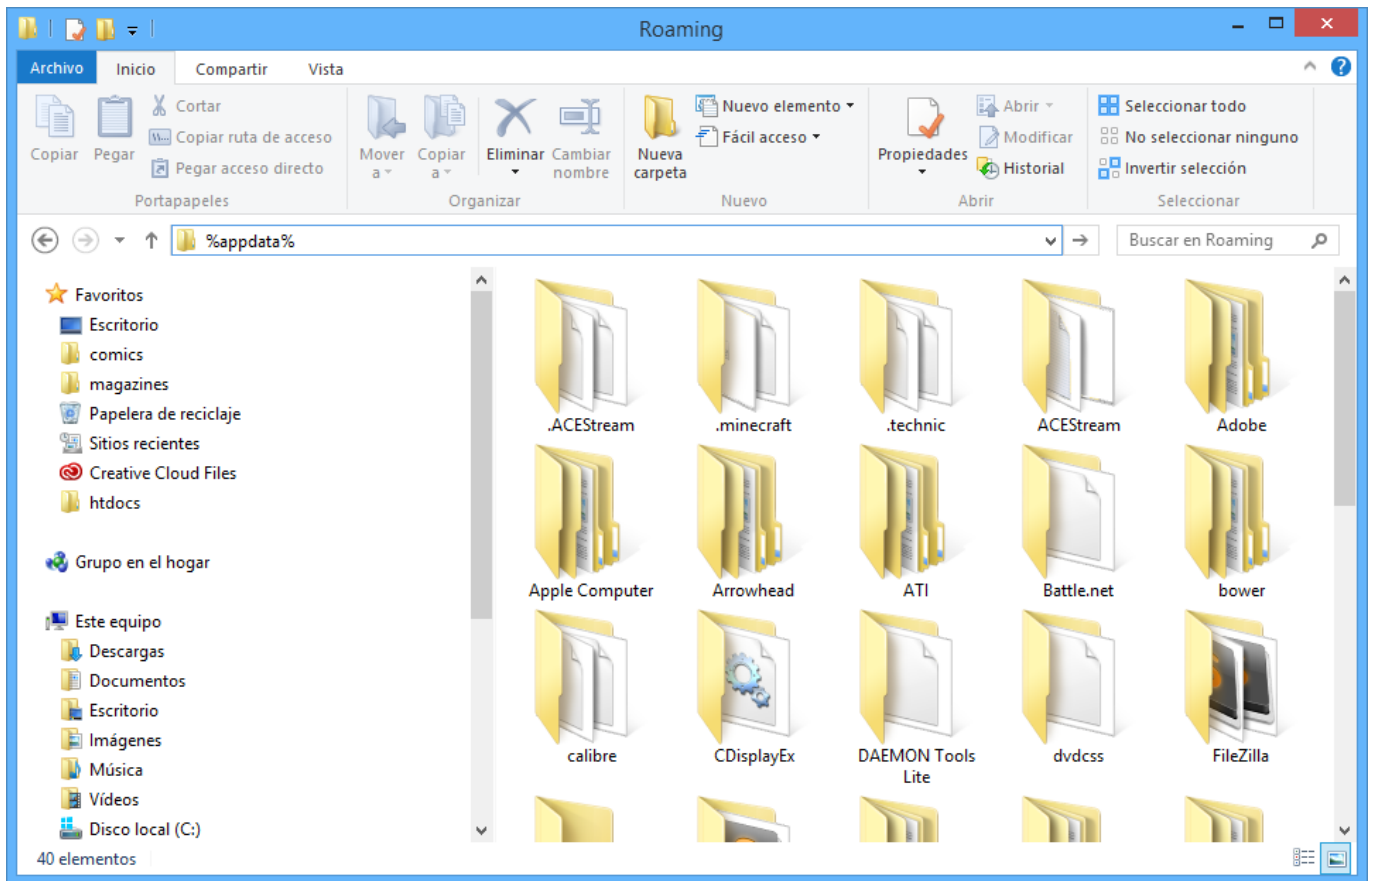 Roaming
Archivo Inicio Compartir Vista
Copiar
Pegar
Cortar
W... Copiar ruta de acceso
Pegar acceso directo
Portapapeles
Mover a
Copiar a
Eliminar
Cambiar nombre
Organizar
Nueva carpeta
Nuevo elemento
Fácil acceso
Nuevo
Propiedades
Abrir
Modificar
Historial
Abrir
Seleccionar todo
No seleccionar ninguno
Invertir selección
Seleccionar
%appdata%
Buscar en Roaming
Favoritos
Escritorio
comics
magazines
Papelera de reciclaje
Sitios recientes
Creative Cloud Files
htdocs
Grupo en el hogar
Este equipo
Descargas
Documentos
Escritorio
Imágenes
Música
Vídeos
Disco local (C:)
.ACEStream .minecraft .technic ACEStream Adobe
Apple Computer Arrowhead ATI Battle.net bower
calibre CDisplayEx DAEMON Tools Lite dvdcss FileZilla
40 elementos